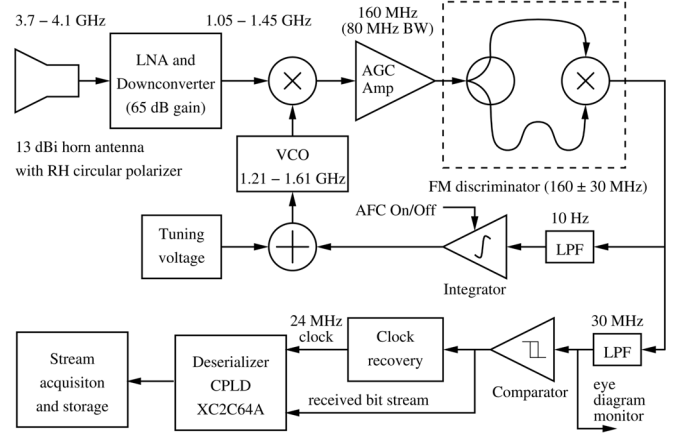 3.7 – 4.1 GHz
1.05 – 1.45 GHz
160 MHz
(80 MHz BW)
LNA and
Downconverter
(65 dB gain)
AGC
Amp
13 dBi horn antenna
with RH circular polarizer
VCO
1.21 – 1.61 GHz
FM discriminator (160 ± 30 MHz)
AFC On/Off
10 Hz
Tuning
voltage
∫
LPF
Integrator
24 MHz
clock
Clock
recovery
30 MHz
LPF
Stream
acquisiton
and storage
Deserializer
CPLD
XC2C64A
Comparator
received bit stream
eye
diagram
monitor